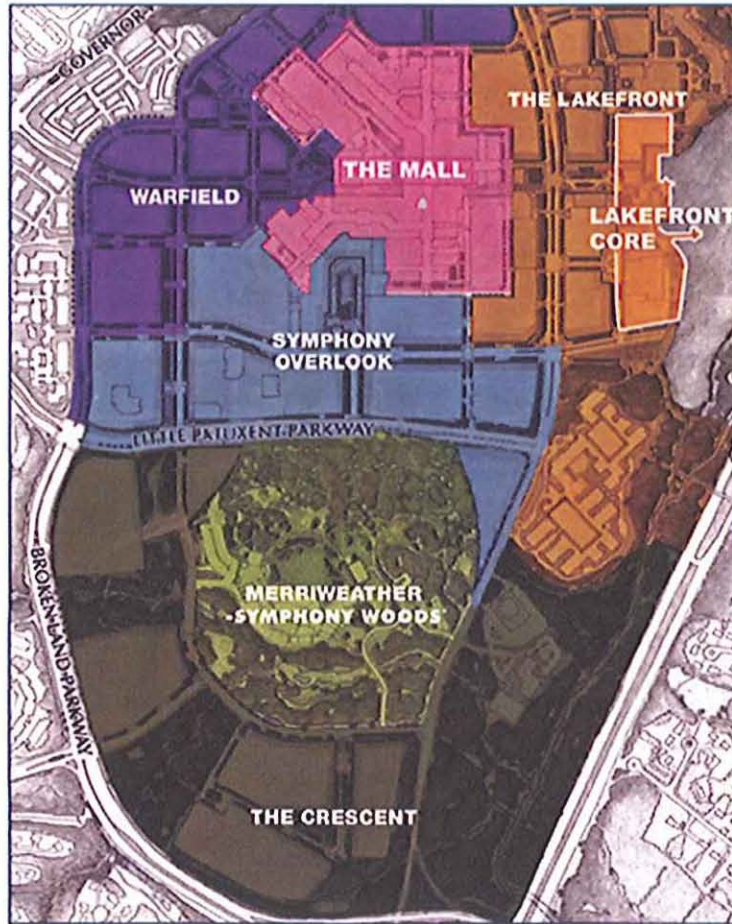 GOVERNOR
THE LAKEFRONT
THE MALL
WARFIELD
LAKEFRONT
CORE
SYMPHONY
OVERLOOK
LITTLE PATUXENT PARKWAY
MERRIWEATHER
-SYMPHONY WOODS
BROKEN LAND PARKWAY
THE CRESCENT